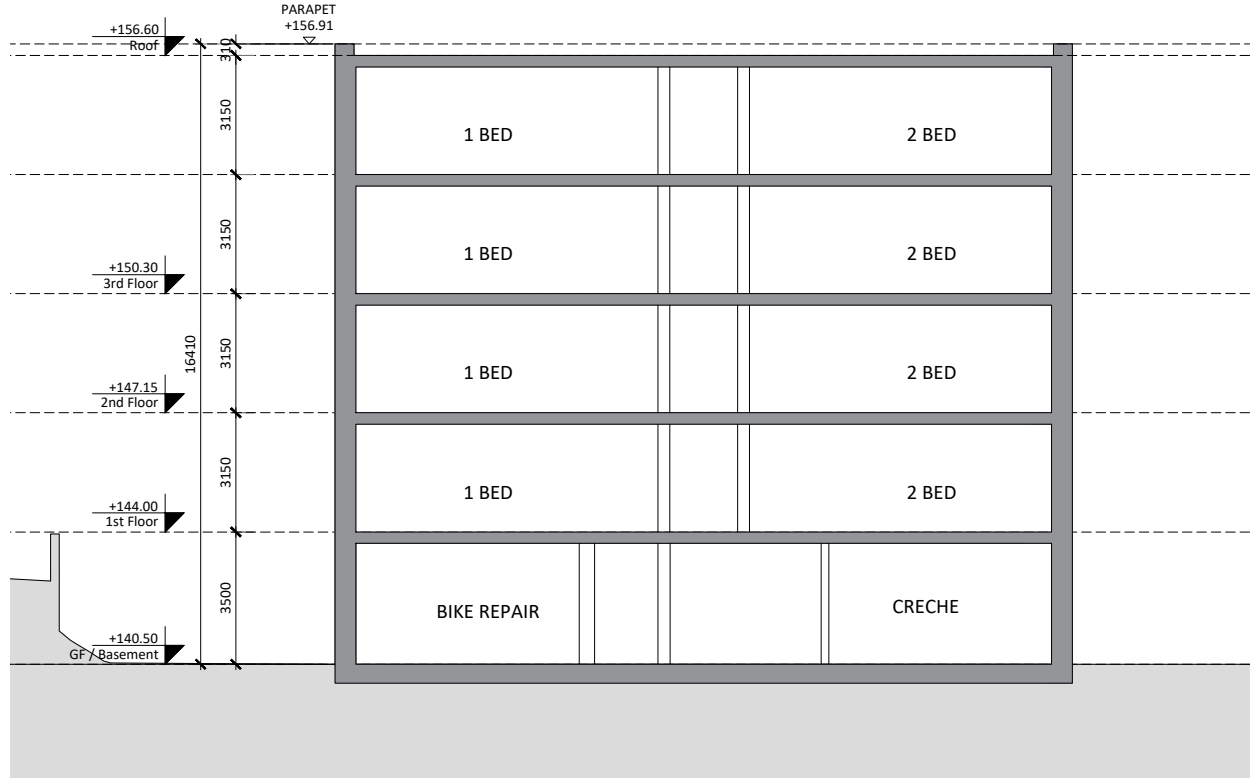 PARAPET
+156.91
+156.60
Roof
310
3150
1 BED
2 BED
3150
1 BED
2 BED
+150.30
3rd Floor
16410
3150
1 BED
2 BED
+147.15
2nd Floor
3150
1 BED
2 BED
+144.00
1st Floor
3500
BIKE REPAIR
CRECHE
+140.50
GF / Basement